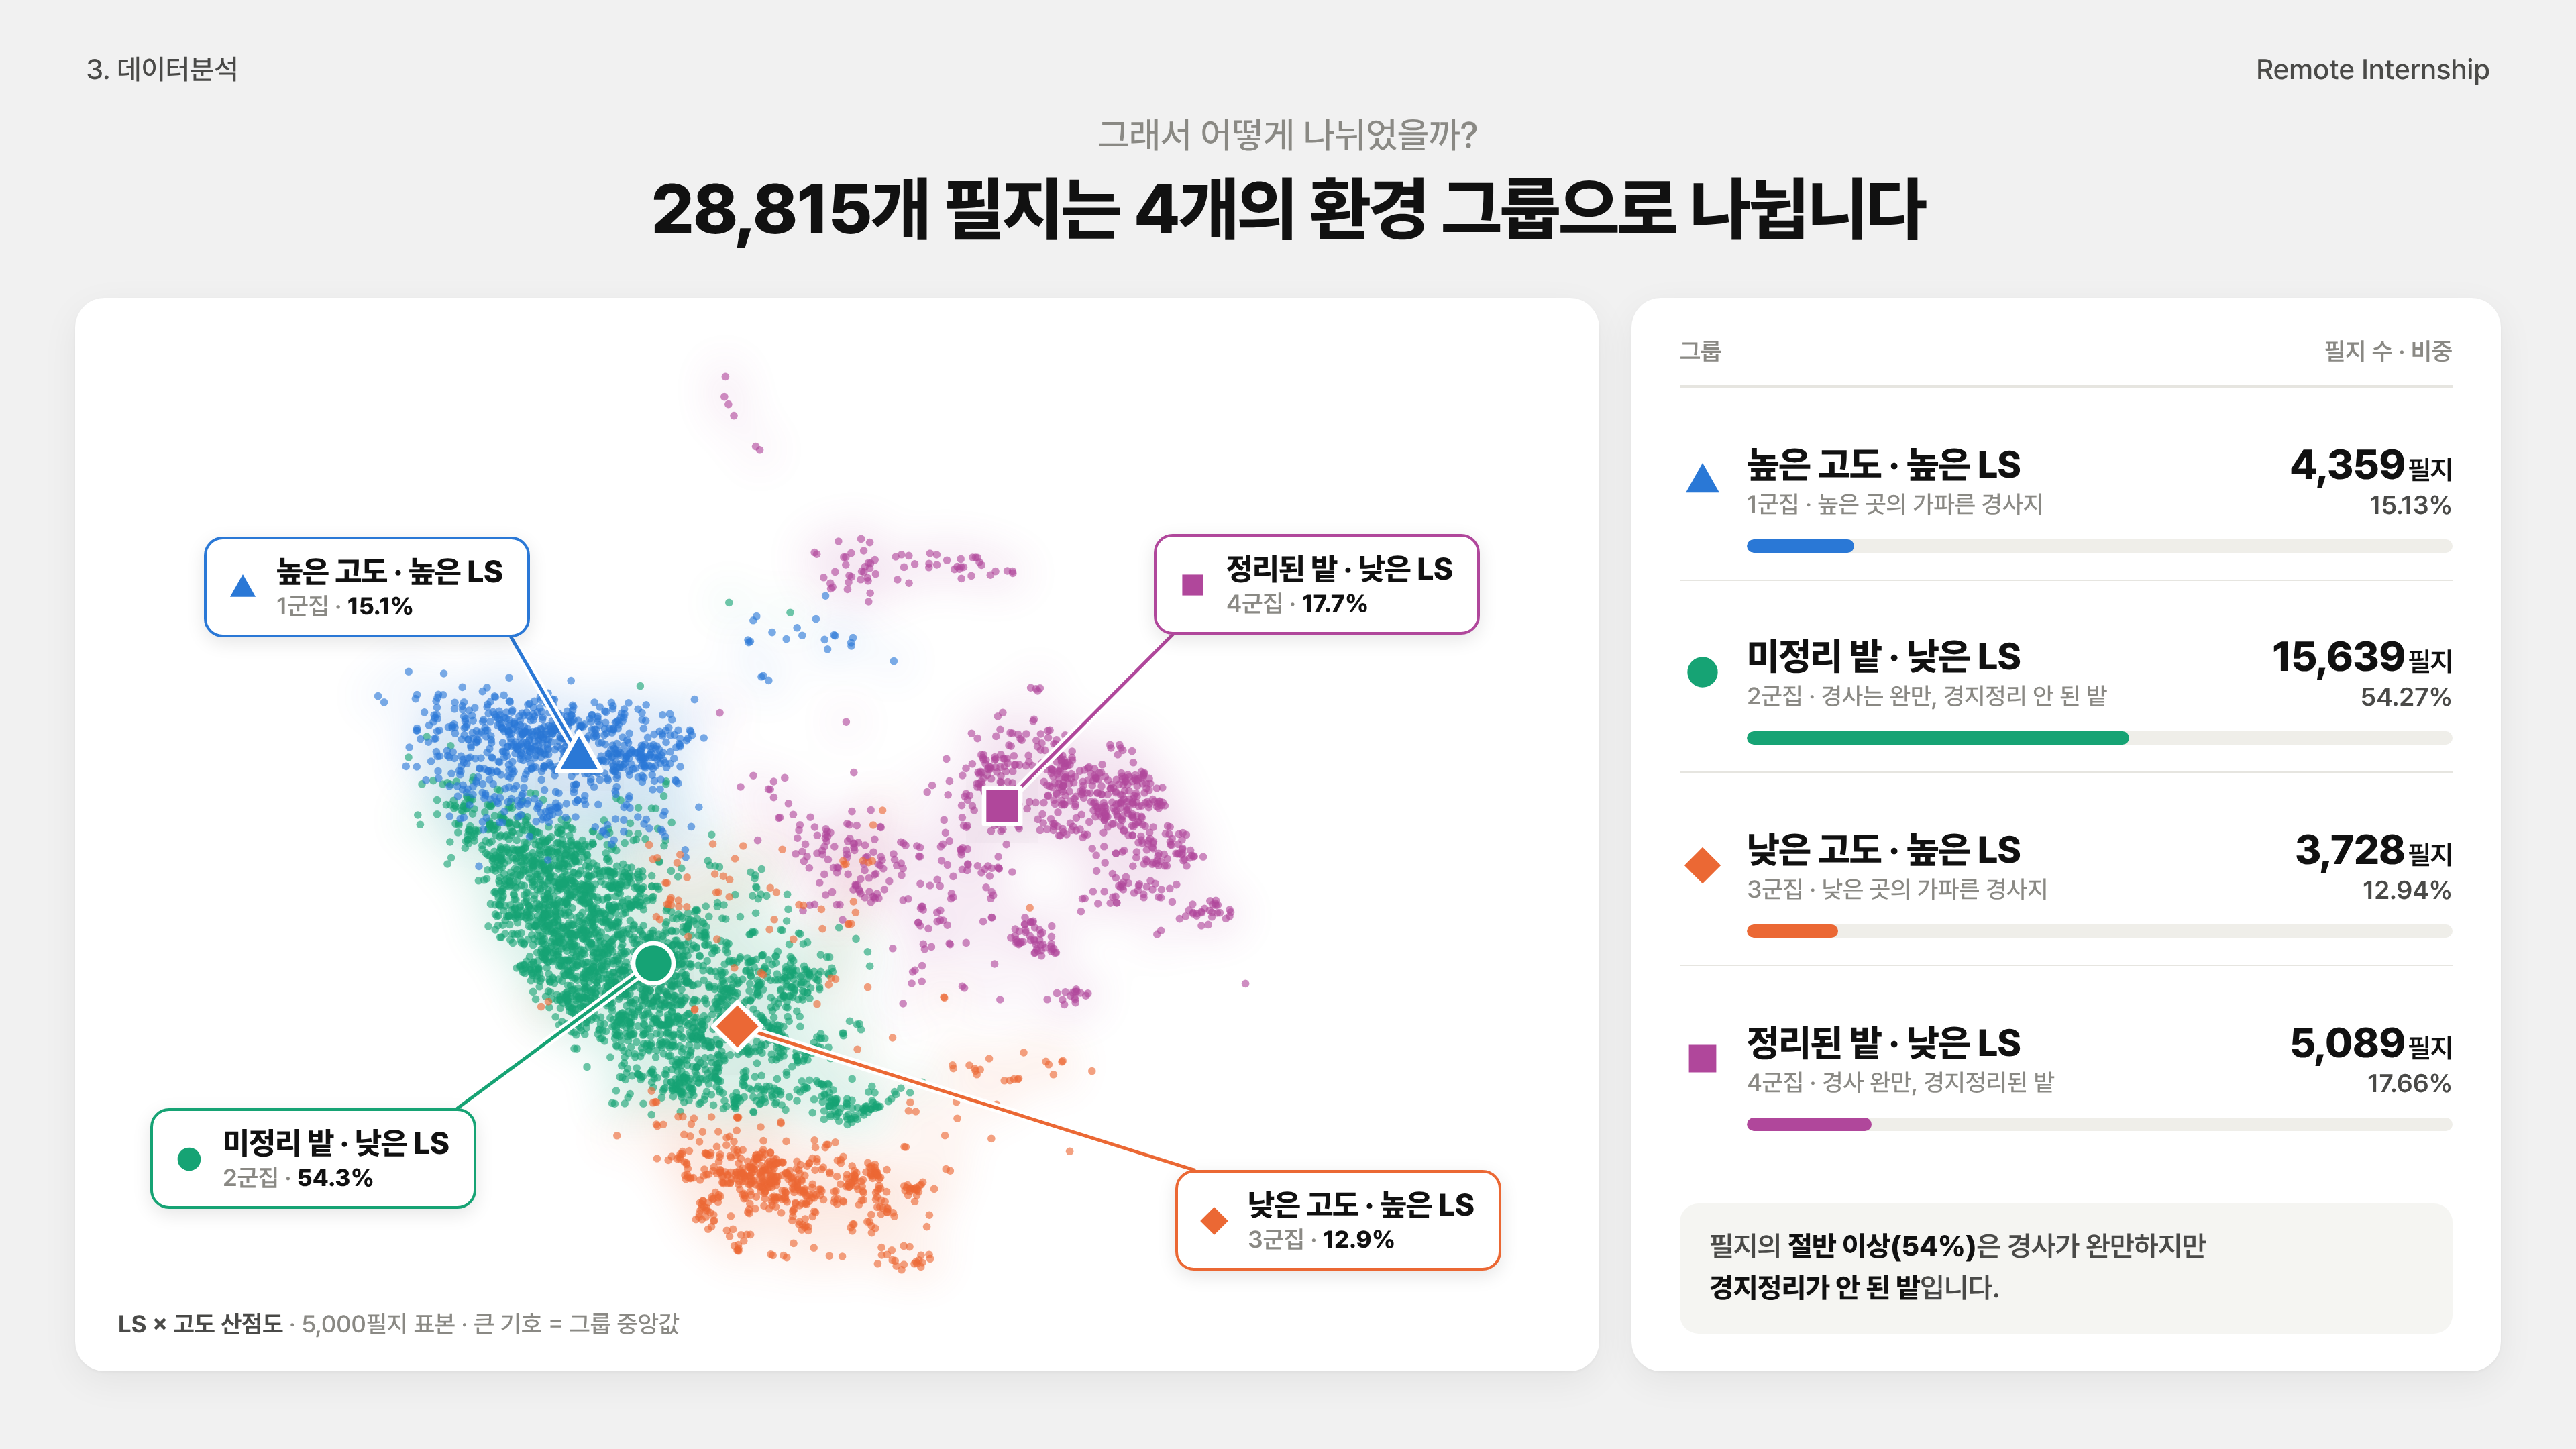 3. 데이터분석
Remote Internship
그래서 어떻게 나뉘었을까?
28,815개 필지는 4개의 환경 그룹으로 나뉩니다
높은 고도 · 높은 LS
1군집 · 15.1%
정리된 밭 · 낮은 LS
4군집 · 17.7%
미정리 밭 · 낮은 LS
2군집 · 54.3%
낮은 고도 · 높은 LS
3군집 · 12.9%
LS × 고도 산점도 · 5,000필지 표본 · 큰 기호 = 그룹 중앙값
그룹
필지 수 · 비중
높은 고도 · 높은 LS
4,359필지
1군집 · 높은 곳의 가파른 경사지
15.13%
미정리 밭 · 낮은 LS
15,639필지
2군집 · 경사는 완만, 경지정리 안 된 밭
54.27%
낮은 고도 · 높은 LS
3,728필지
3군집 · 낮은 곳의 가파른 경사지
12.94%
정리된 밭 · 낮은 LS
5,089필지
4군집 · 경사 완만, 경지정리된 밭
17.66%
필지의 절반 이상(54%)은 경사가 완만하지만
경지정리가 안 된 밭입니다.